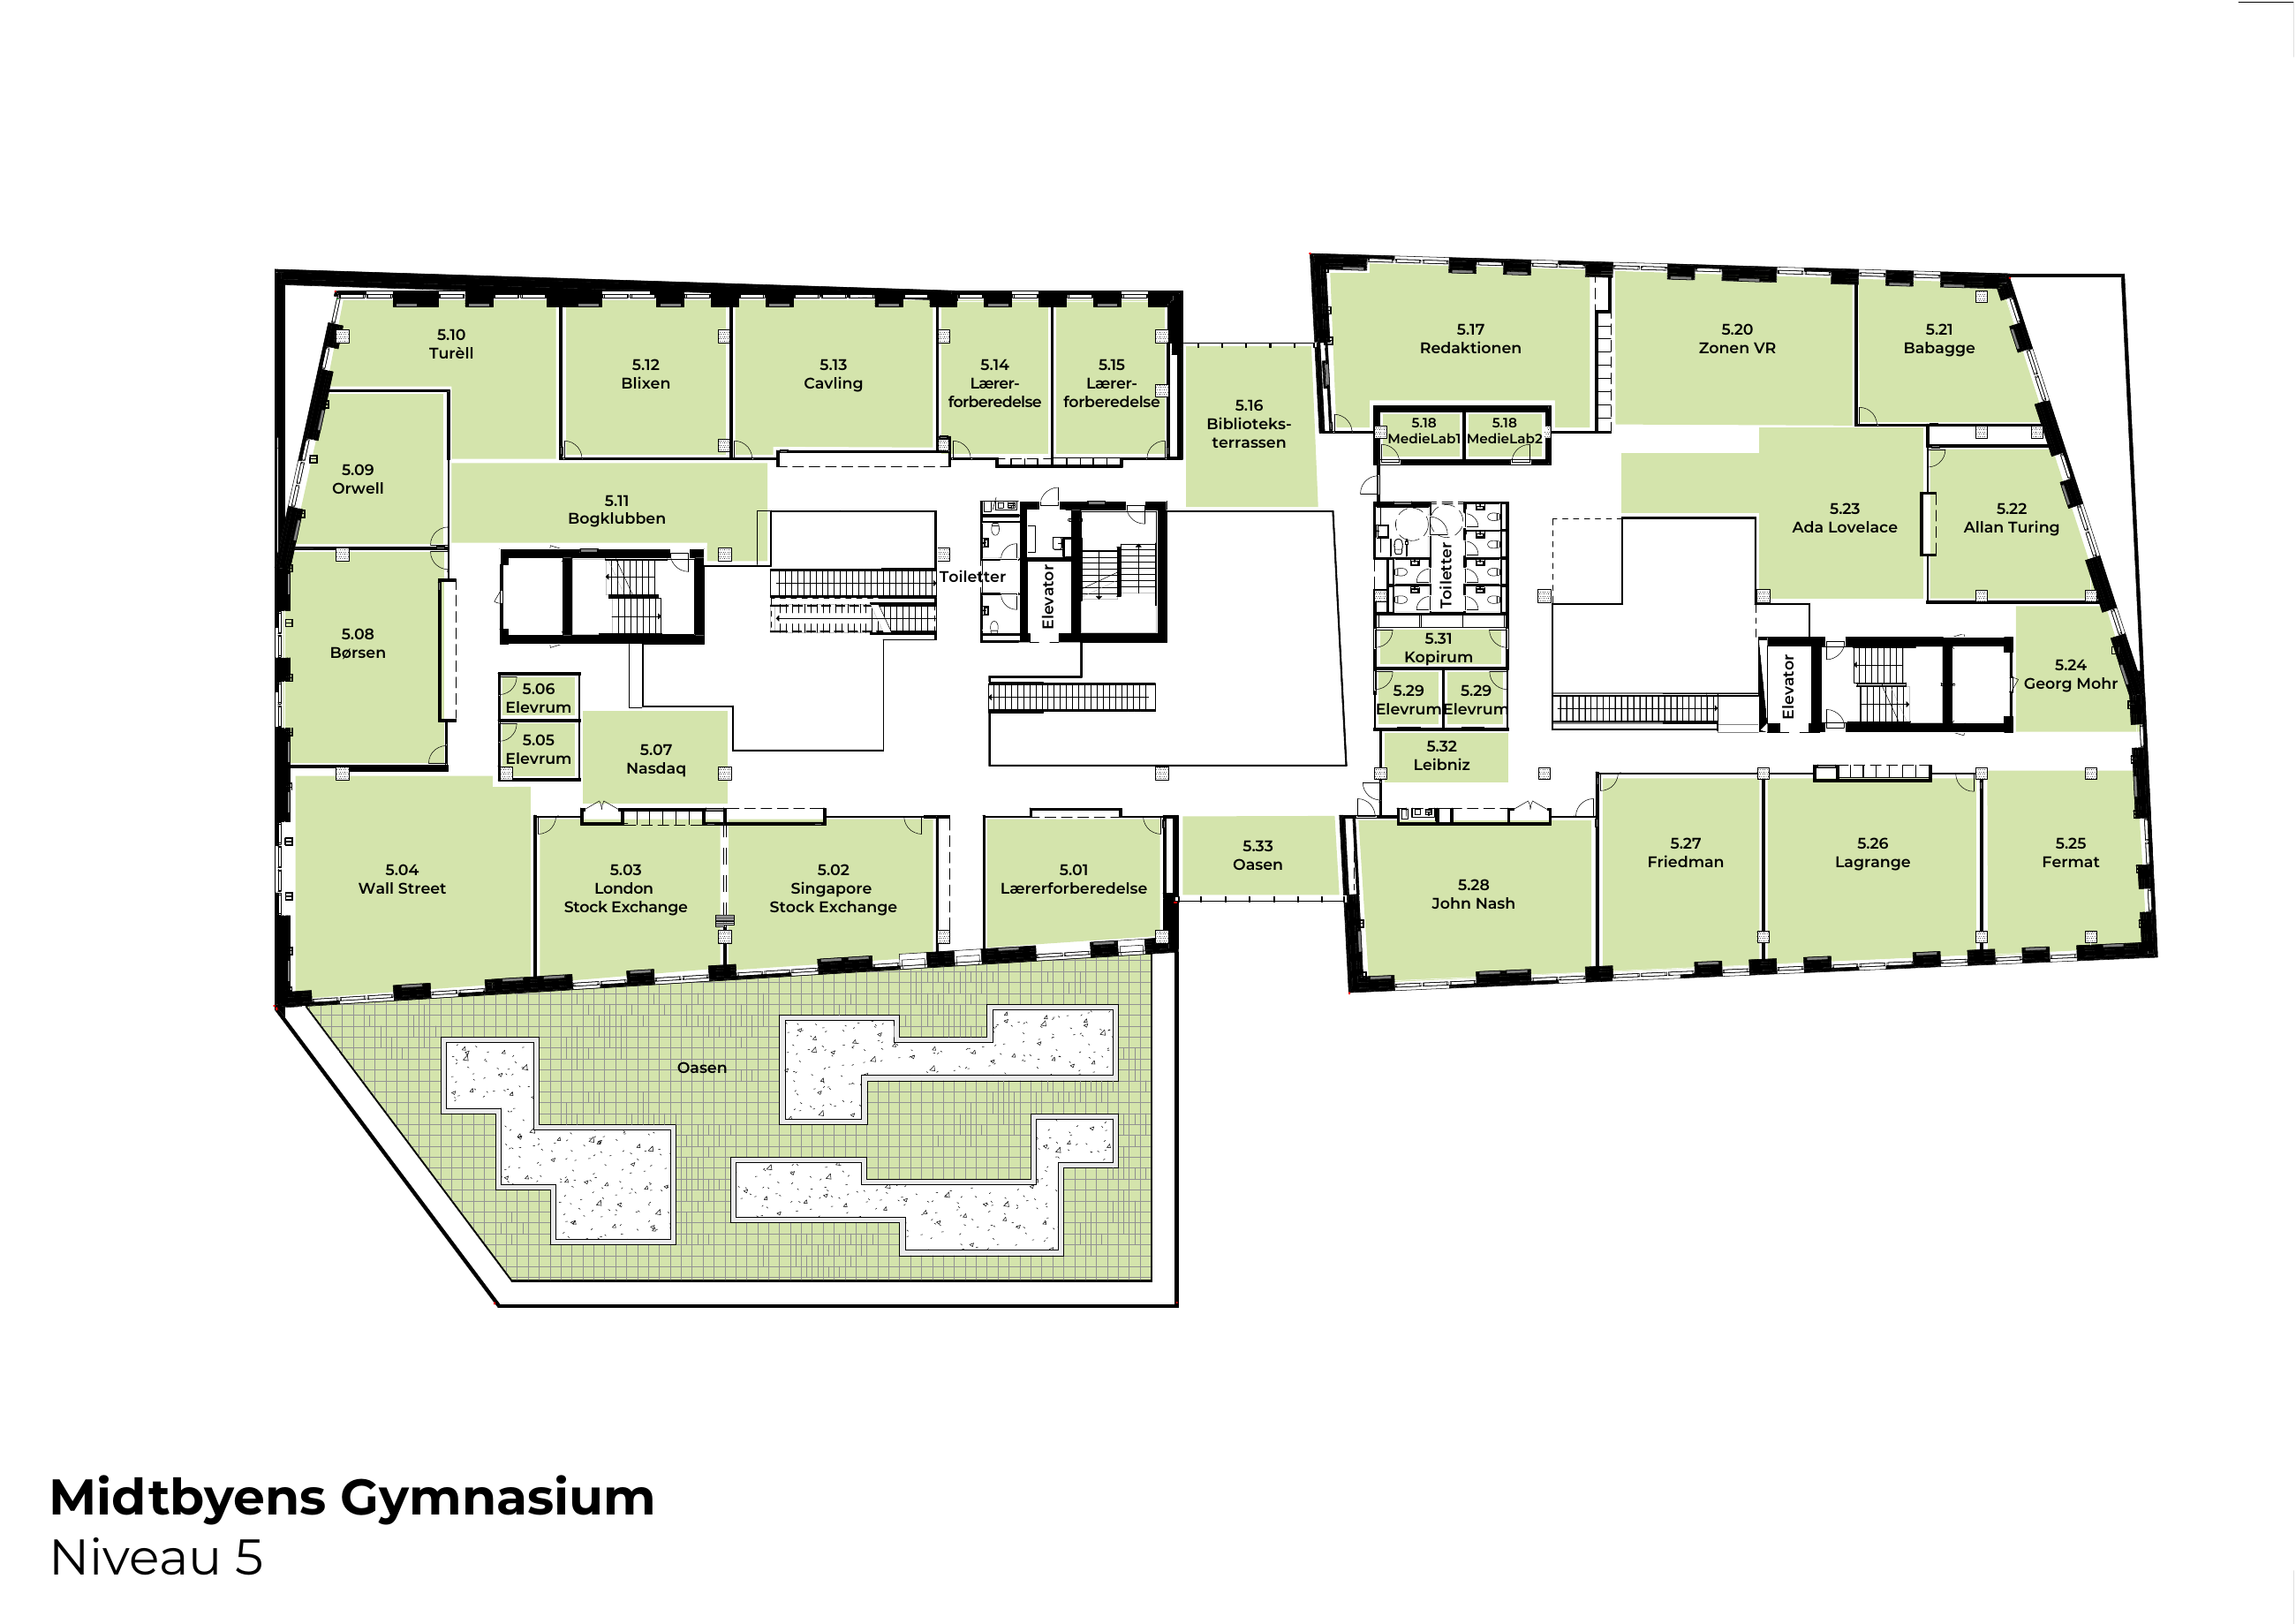 5.10
Turèll
5.12
Blixen
5.13
Cavling
5.14
Lærer-
forberedelse
5.15
Lærer-
forberedelse
5.16
Biblioteks-
terrassen
5.17
Redaktionen
5.18
MedieLab1
5.18
MedieLab2
5.20
Zonen VR
5.21
Babagge
5.09
Orwell
5.11
Bogklubben
5.23
Ada Lovelace
5.22
Allan Turing
Toiletter
Elevator
Toiletter
5.08
Børsen
5.06
Elevrum
5.05
Elevrum
5.07
Nasdaq
5.31
Kopirum
5.29
Elevrum
5.29
Elevrum
5.32
Leibniz
Elevator
5.24
Georg Mohr
5.04
Wall Street
5.03
London
Stock Exchange
5.02
Singapore
Stock Exchange
5.01
Lærerforberedelse
5.33
Oasen
5.28
John Nash
5.27
Friedman
5.26
Lagrange
5.25
Fermat
Oasen
Midtbyens Gymnasium
Niveau 5